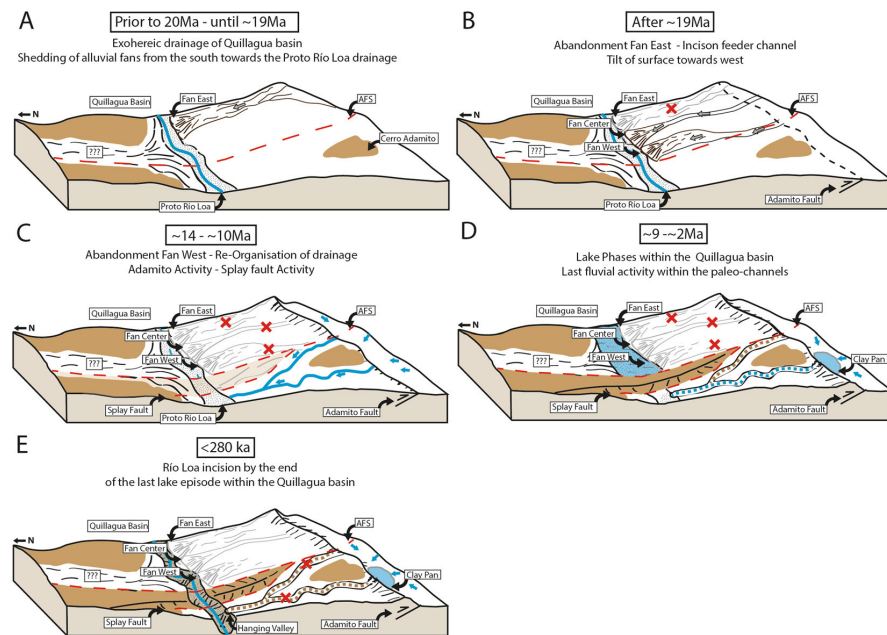 A
Prior to 20Ma - until ~19Ma
Exohereic drainage of Quillagua basin
Shedding of alluvial fans from the south towards the Proto Río Loa drainage
N
Quillagua Basin
Fan East
AFS
???
Cerro Adamito
Proto Río Loa
B
After ~19Ma
Abandonment Fan East - Incison feeder channel
Tilt of surface towards west
N
Quillagua Basin
Fan East
AFS
Fan Center
???
Fan West
Proto Río Loa
Adamito Fault
C
~14 - ~10Ma
Abandonment Fan West - Re-Organisation of drainage
Adamito Activity - Splay fault Activity
Quillagua Basin
Fan East
AFS
N
Fan Center
???
Fan West
Splay Fault
Proto Río Loa
Adamito Fault
D
~9 -~2Ma
Lake Phases within the Quillagua basin
Last fluvial activity within the paleo-channels
Quillagua Basin
Fan East
AFS
N
Fan Center
???
Fan West
Clay Pan
Splay Fault
Adamito Fault
E
<280 ka
Río Loa incision by the end
of the last lake episode within the Quillagua basin
Quillagua Basin
Fan East
AFS
N
Fan Center
???
Fan West
Clay Pan
Splay Fault
Hanging Valley
Adamito Fault